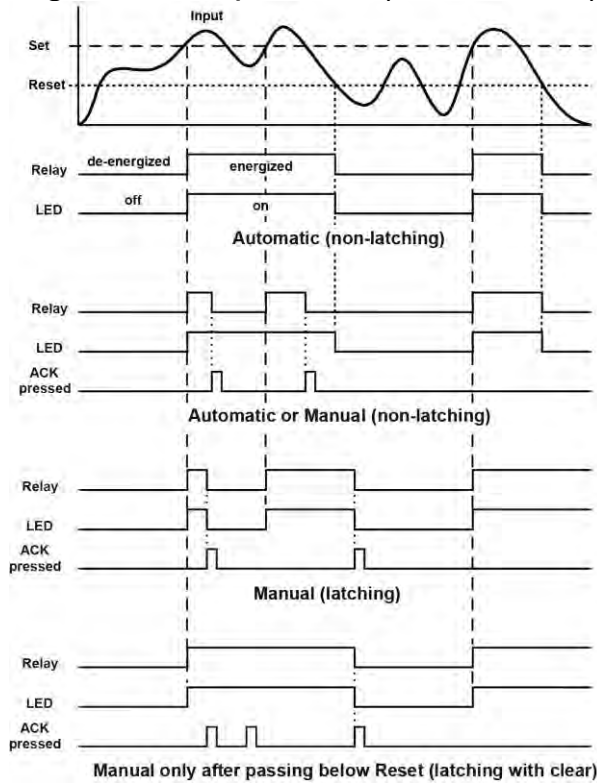 Input
Set
Reset
Relay de-energized energized
LED off on
Automatic (non-latching)
Relay
LED
ACK
pressed
Automatic or Manual (non-latching)
Relay
LED
ACK
pressed
Manual (latching)
Relay
LED
ACK
pressed
Manual only after passing below Reset (latching with clear)